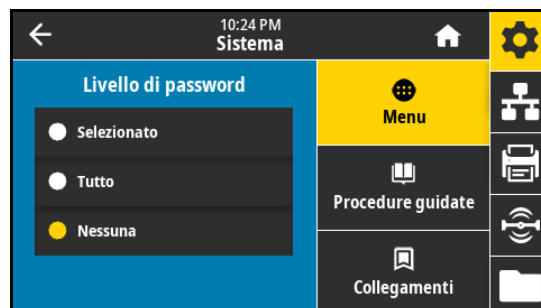 10:24 PM
Sistema
Livello di password
Selezionato
Tutto
Nessuna
Menu
Procedure guidate
Collegamenti